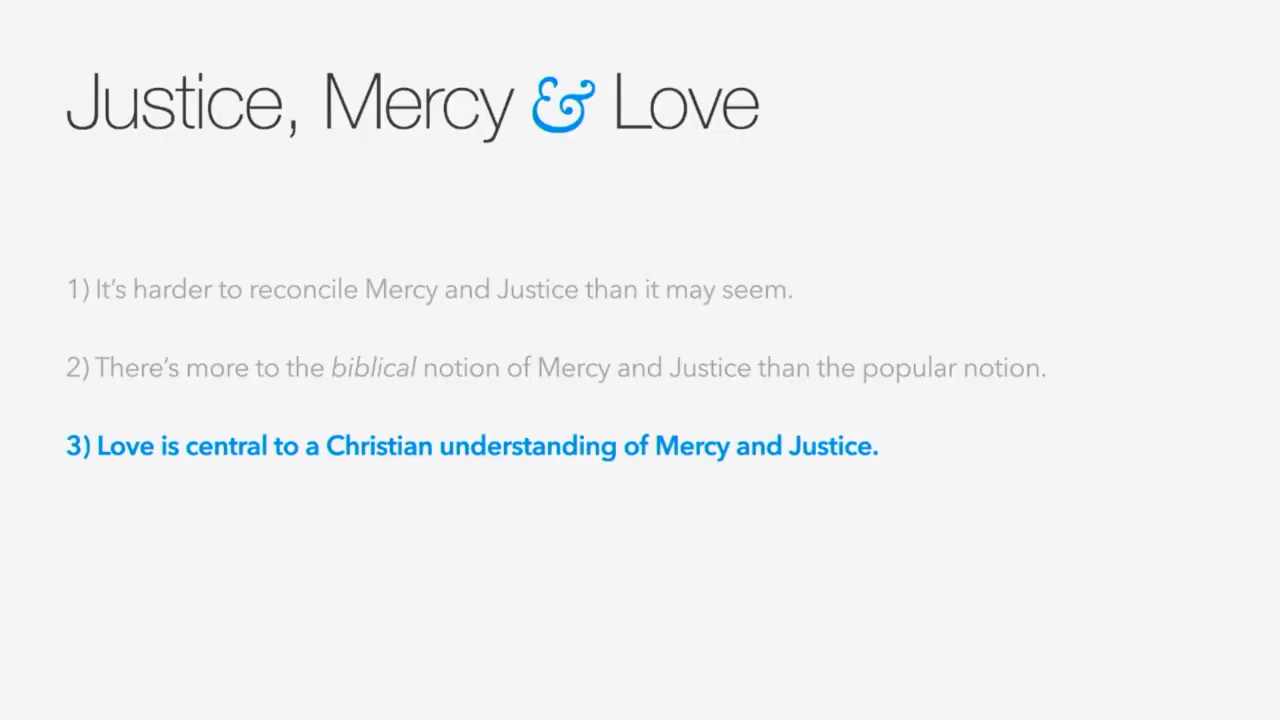 Justice, Mercy & Love
1) It’s harder to reconcile Mercy and Justice than it may seem.
2) There’s more to the biblical notion of Mercy and Justice than the popular notion.
3) Love is central to a Christian understanding of Mercy and Justice.